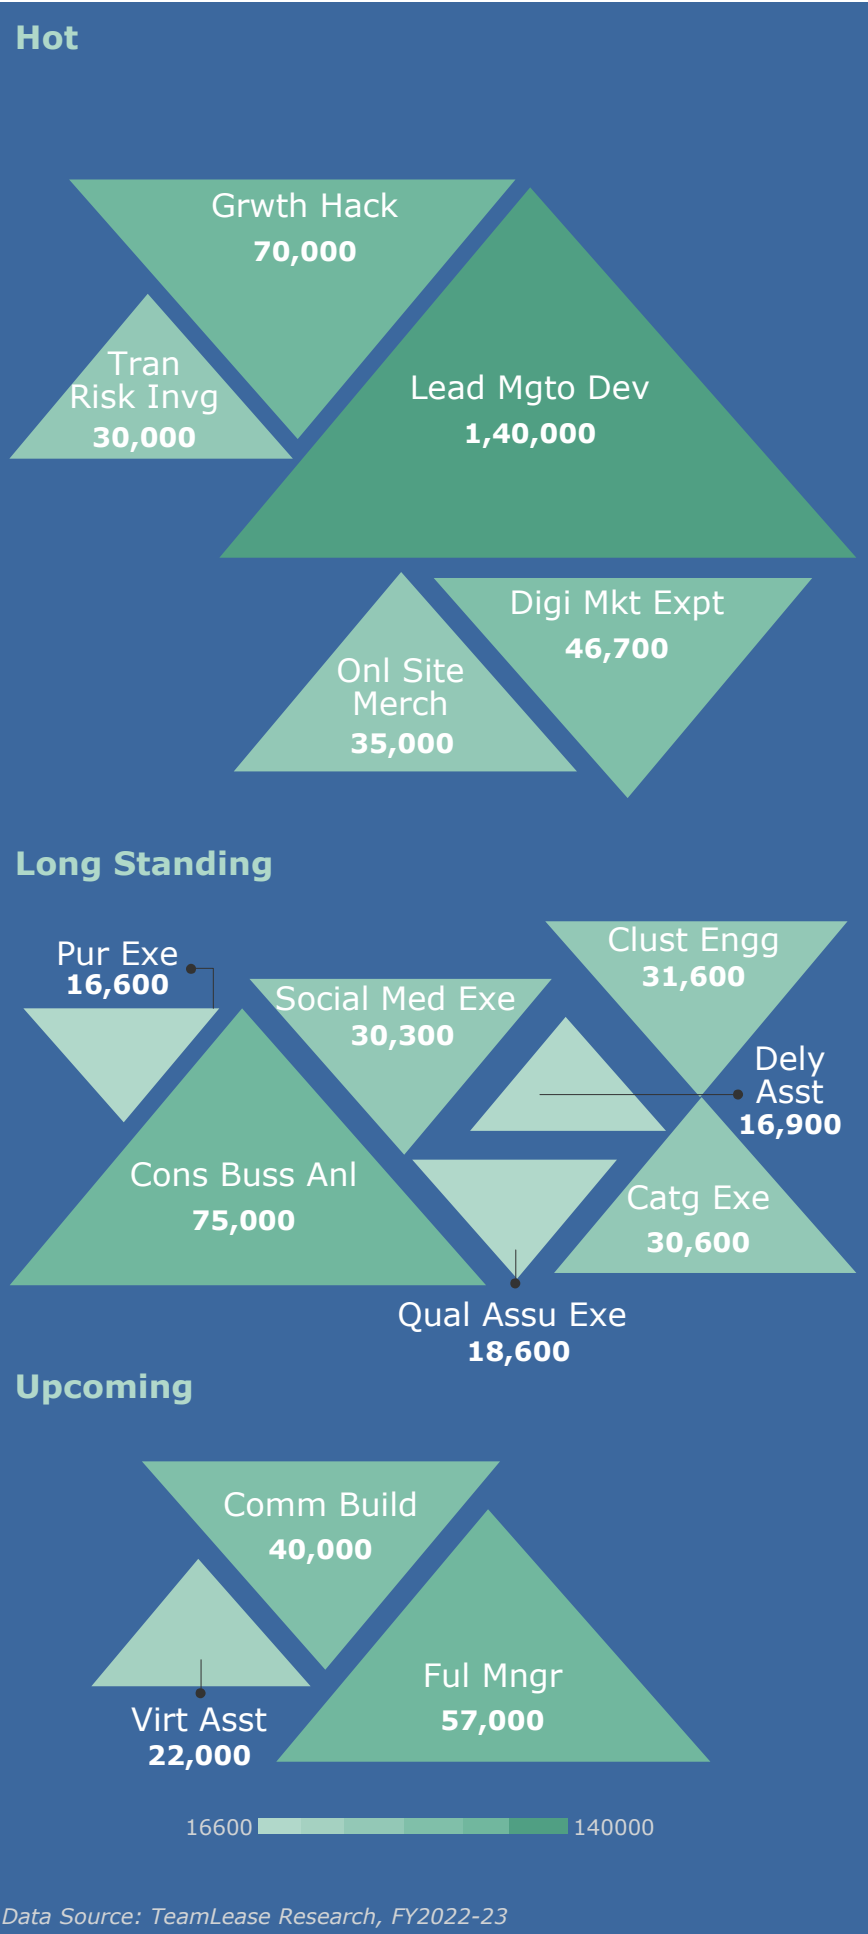 Hot
Grwth Hack
70,000
Tran
Risk Invg
30,000
Lead Mgto Dev
1,40,000
Digi Mkt Expt
46,700
Onl Site
Merch
35,000
Long Standing
Pur Exe
16,600
Social Med Exe
30,300
Clust Engg
31,600
Dely
Asst
16,900
Cons Buss Anl
75,000
Catg Exe
30,600
Qual Assu Exe
18,600
Upcoming
Comm Build
40,000
Ful Mngr
57,000
Virt Asst
22,000
16600 140000
Data Source: TeamLease Research, FY2022-23